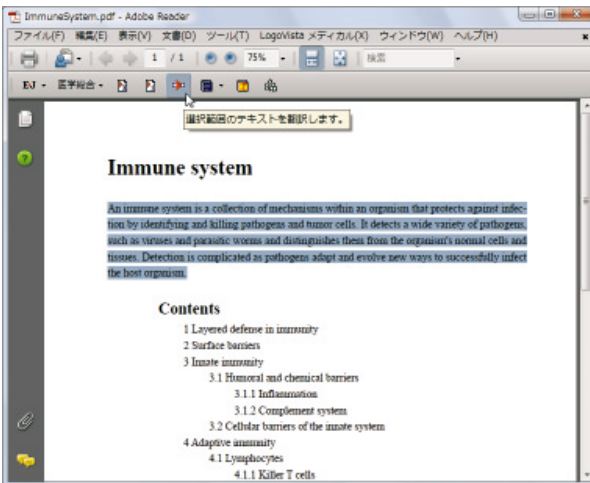 ImmuneSystem.pdf - Adobe Reader
ファイル(F) 編集(E) 表示(V) 文書(D) ツール(T) LogoVista メディカル(X) ウィンドウ(W) ヘルプ(H)
1 / 1 75% 検索
EJ 医学総合
選択範囲のテキストを翻訳します。
Immune system
An immune system is a collection of mechanisms within an organism that protects against infec-
tion by identifying and killing pathogens and tumor cells. It detects a wide variety of pathogens,
such as viruses and parasitic worms and distinguishes them from the organism's normal cells and
tissues. Detection is complicated as pathogens adapt and evolve new ways to successfully infect
the host organism.
Contents
1 Layered defense in immunity
2 Surface barriers
3 Innate immunity
3.1 Humoral and chemical barriers
3.1.1 Inflammation
3.1.2 Complement system
3.2 Cellular barriers of the innate system
4 Adaptive immunity
4.1 Lymphocytes
4.1.1 Killer T cells